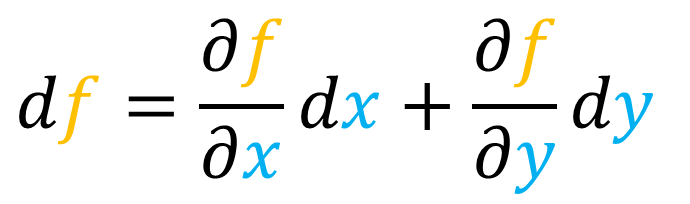 df = ∂f/∂x dx + ∂f/∂y dy